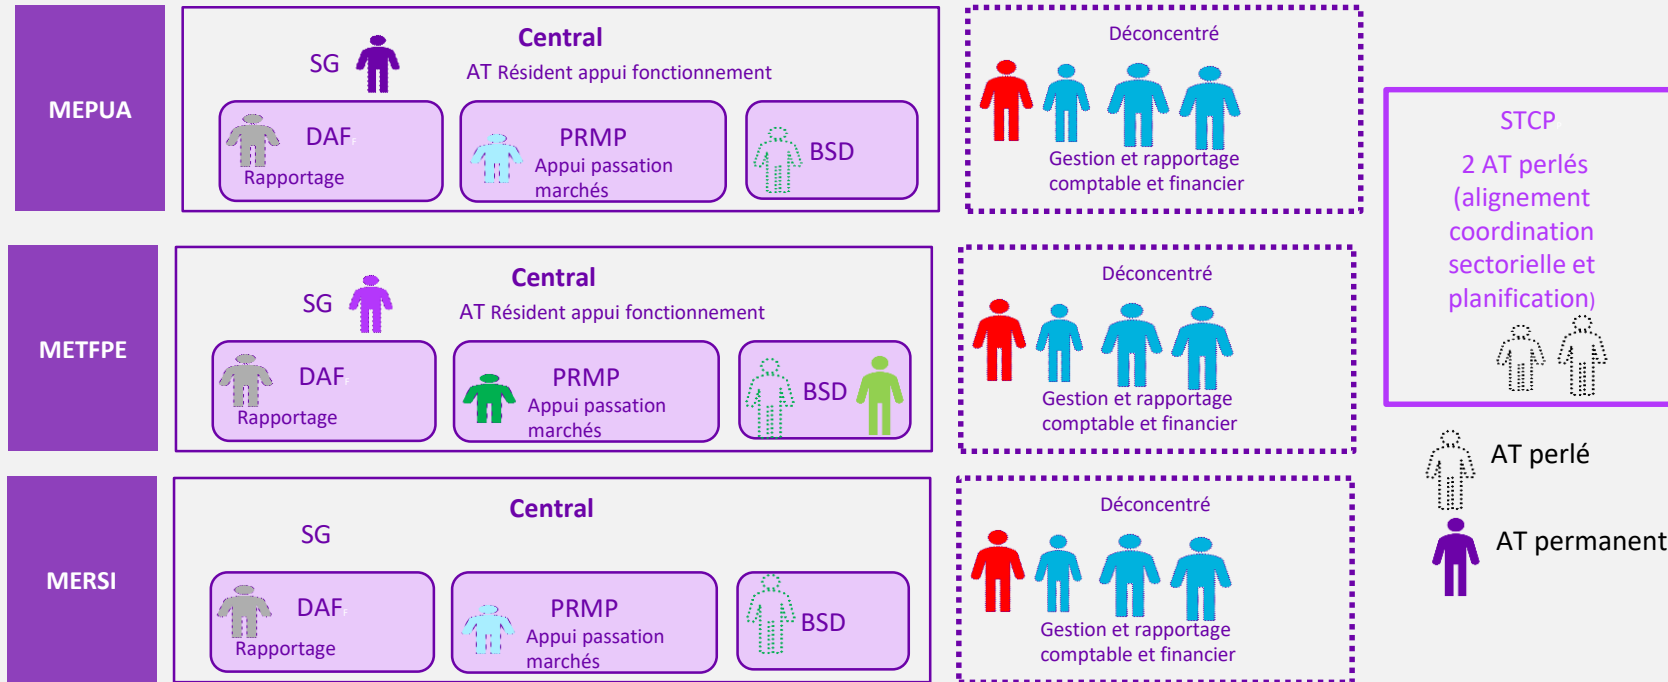 MEPUA
Central
SG
AT Résident appui fonctionnement
DAF
Rapportage
PRMP
Appui passation
marchés
BSD
Déconcentré
Gestion et rapportage
comptable et financier
METFPE
Central
SG
AT Résident appui fonctionnement
DAF
Rapportage
PRMP
Appui passation
marchés
BSD
Déconcentré
Gestion et rapportage
comptable et financier
MERSI
Central
SG
DAF
Rapportage
PRMP
Appui passation
marchés
BSD
Déconcentré
Gestion et rapportage
comptable et financier
STCP
2 AT perlés
(alignement
coordination
sectorielle et
planification)
AT perlé
AT permanent